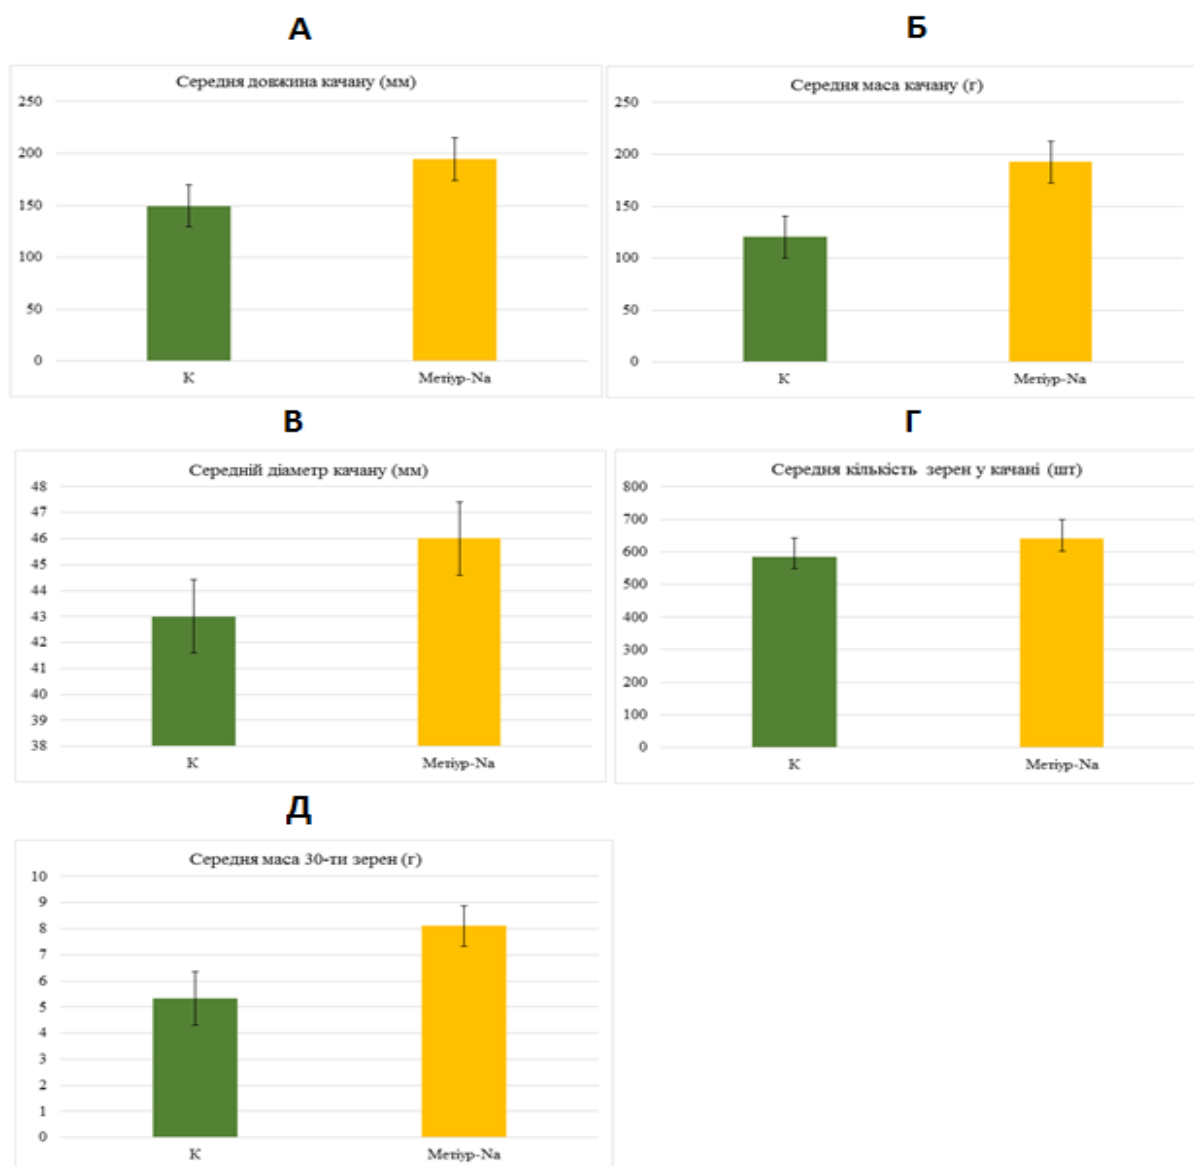 А
Середня довжина качану (мм)
250
200
150
100
50
0
К
Метіур-Na
Б
Середня маса качану (г)
250
200
150
100
50
0
К
Метіур-Na
В
Середній діаметр качану (мм)
48
47
46
45
44
43
42
41
40
39
38
К
Метіур-Na
Г
Середня кількість зерен у качані (шт)
800
700
600
500
400
300
200
100
0
К
Метіур-Na
Д
Середня маса 30-ти зерен (г)
10
9
8
7
6
5
4
3
2
1
0
К
Метіур-Na